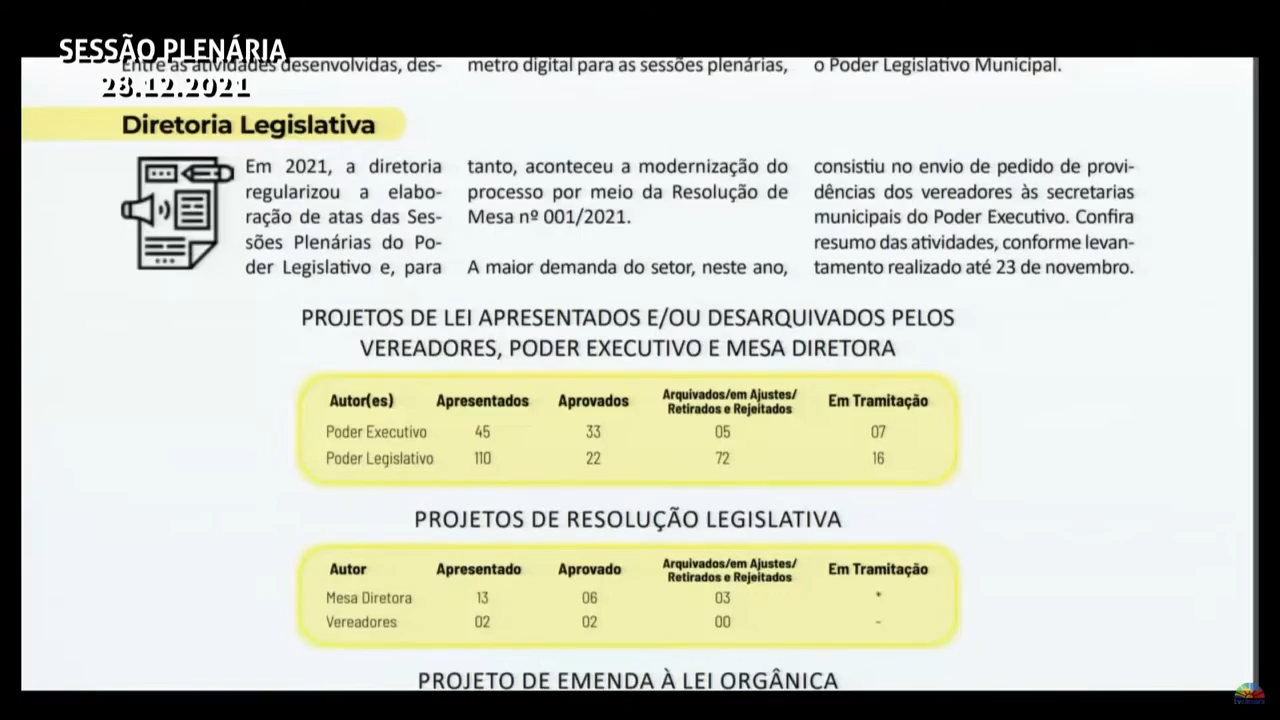 SESSÃO PLENÁRIA
28.12.2021
Entre as atividades desenvolvidas, des-
metro digital para as sessões plenárias,
o Poder Legislativo Municipal.
Diretoria Legislativa
Em 2021, a diretoria
regularizou a elabo-
ração de atas das Ses-
sões Plenárias do Po-
der Legislativo e, para
tanto, aconteceu a modernização do
processo por meio da Resolução de
Mesa nº 001/2021.
A maior demanda do setor, neste ano,
consistiu no envio de pedido de provi-
dências dos vereadores às secretarias
municipais do Poder Executivo. Confira
resumo das atividades, conforme levan-
tamento realizado até 23 de novembro.
PROJETOS DE LEI APRESENTADOS E/OU DESARQUIVADOS PELOS
VEREADORES, PODER EXECUTIVO E MESA DIRETORA
Autor(es) Apresentados Aprovados Arquivados/em Ajustes/ Retirados e Rejeitados Em Tramitação
Poder Executivo 45 33 05 07
Poder Legislativo 110 22 72 16
PROJETOS DE RESOLUÇÃO LEGISLATIVA
Autor Apresentado Aprovado Arquivados/em Ajustes/ Retirados e Rejeitados Em Tramitação
Mesa Diretora 13 06 03 *
Vereadores 02 02 00 -
PROJETO DE EMENDA À LEI ORGÂNICA